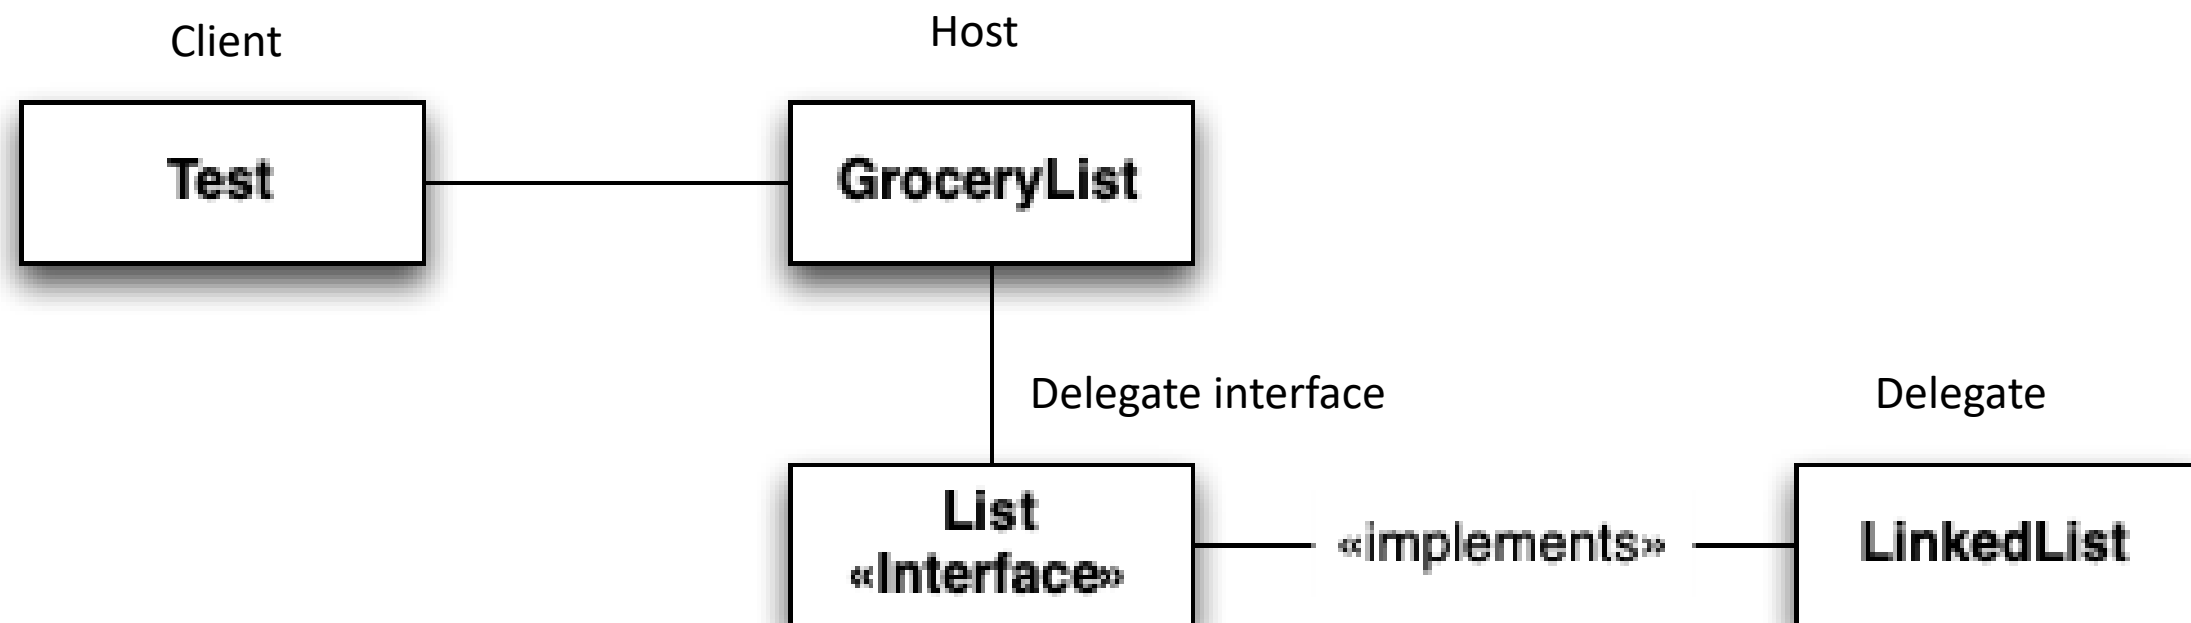 Client
Host
Test
GroceryList
Delegate interface
Delegate
List
«Interface»
«implements»
LinkedList